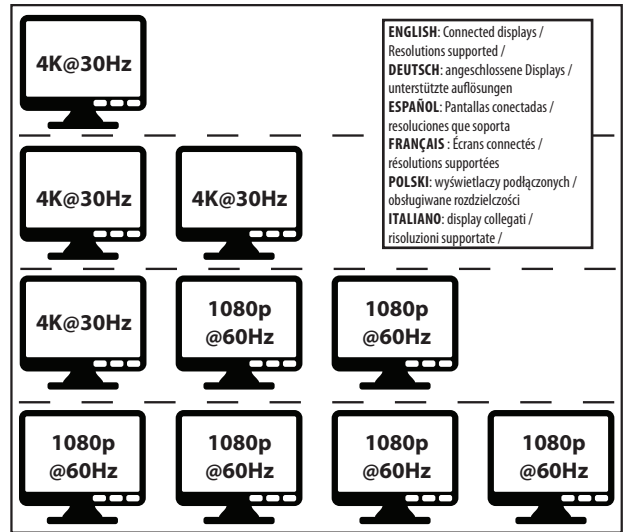 4K@30Hz
ENGLISH: Connected displays /
Resolutions supported /
DEUTSCH: angeschlossene Displays /
unterstützte auflösungen
ESPAÑOL: Pantallas conectadas /
resoluciones que soporta
FRANÇAIS : Écrans connectés /
résolutions supportées
POLSKI: wyświetlaczy podłączonych /
obsługiwane rozdzielczości
ITALIANO: display collegati /
risoluzioni supportate /
4K@30Hz
4K@30Hz
4K@30Hz
1080p
@60Hz
1080p
@60Hz
1080p
@60Hz
1080p
@60Hz
1080p
@60Hz
1080p
@60Hz